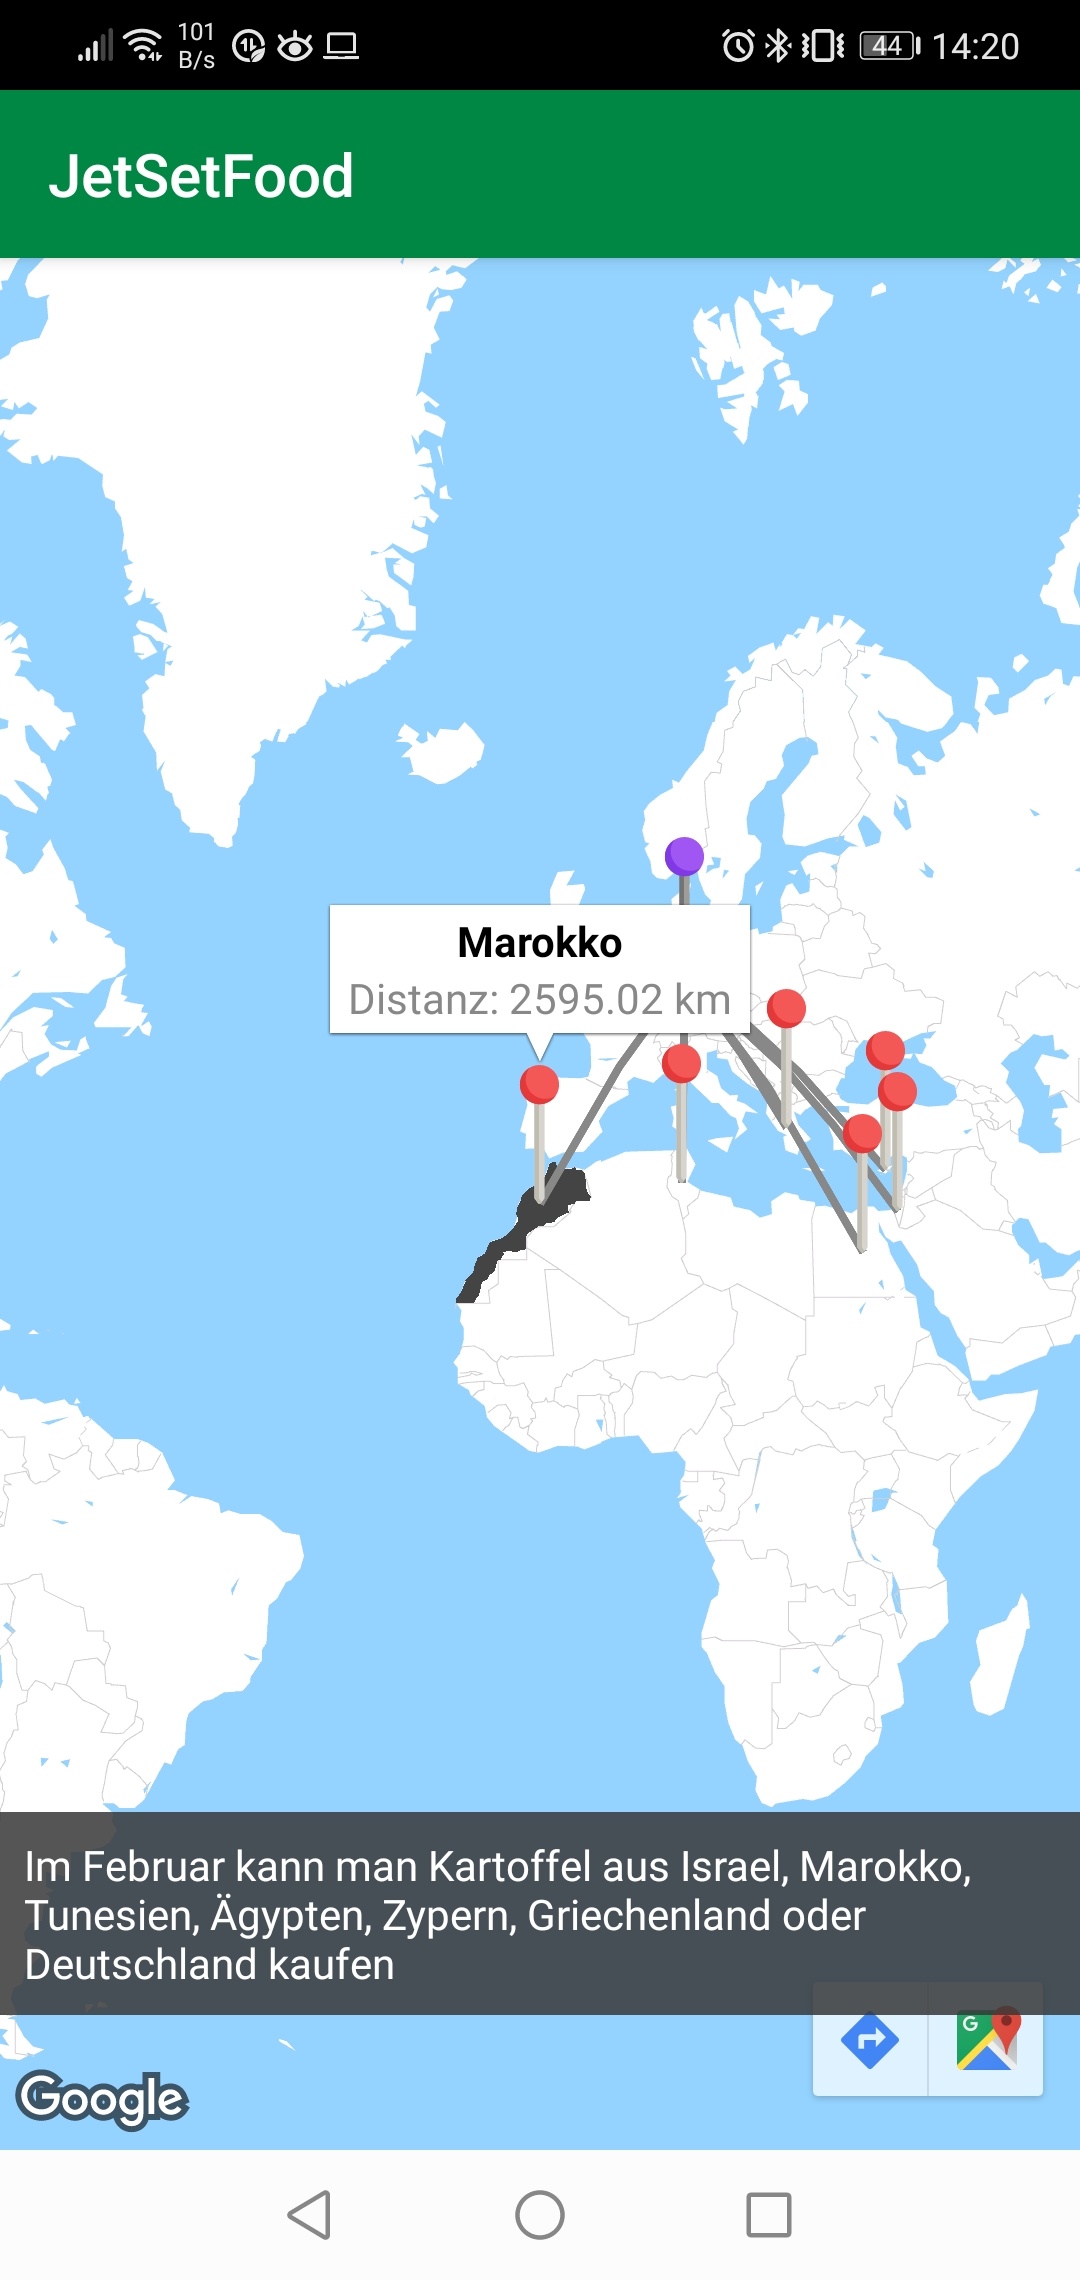 101
B/s
44
14:20
JetSetFood
Marokko
Distanz: 2595.02 km
Im Februar kann man Kartoffel aus Israel, Marokko,
Tunesien, Ägypten, Zypern, Griechenland oder
Deutschland kaufen
G
Google